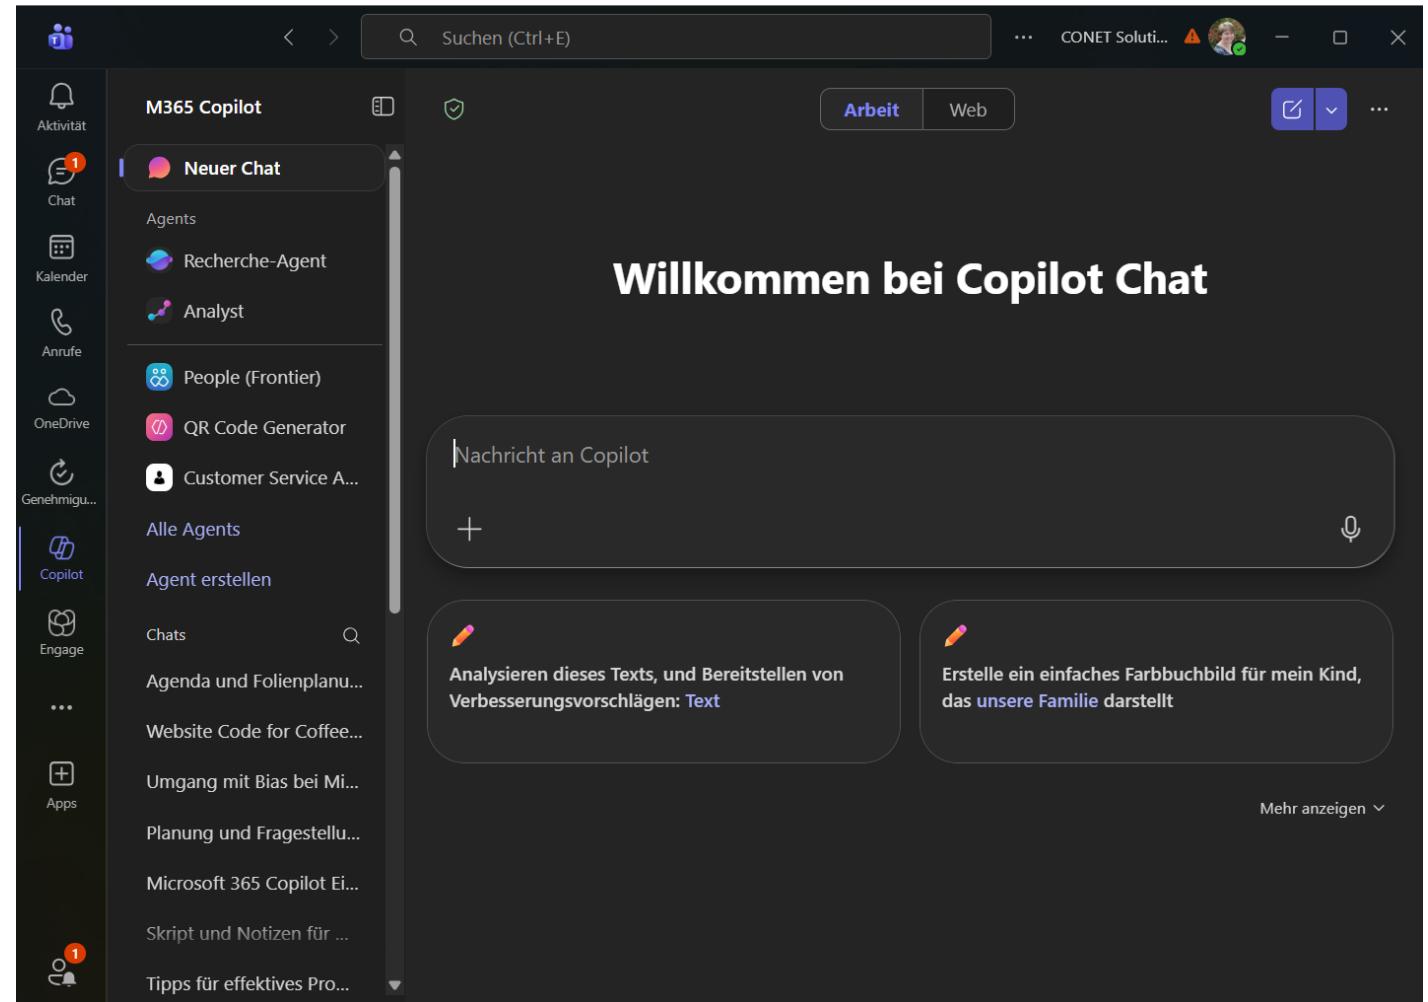 Suchen (Ctrl+E)
CONET Soluti...
Aktivität
1
Chat
Kalender
Anrufe
OneDrive
Genehmigu...
Copilot
Engage
Apps
1
M365 Copilot
Neuer Chat
Agents
Recherche-Agent
Analyst
People (Frontier)
QR Code Generator
Customer Service A...
Alle Agents
Agent erstellen
Chats
Agenda und Folienplanu...
Website Code for Coffee...
Umgang mit Bias bei Mi...
Planung und Fragestellu...
Microsoft 365 Copilot Ei...
Skript und Notizen für ...
Tipps für effektives Pro...
Arbeit Web
Willkommen bei Copilot Chat
Nachricht an Copilot
Analysieren dieses Texts, und Bereitstellen von
Verbesserungsvorschlägen: Text
Erstelle ein einfaches Farbbuchbild für mein Kind,
das unsere Familie darstellt
Mehr anzeigen